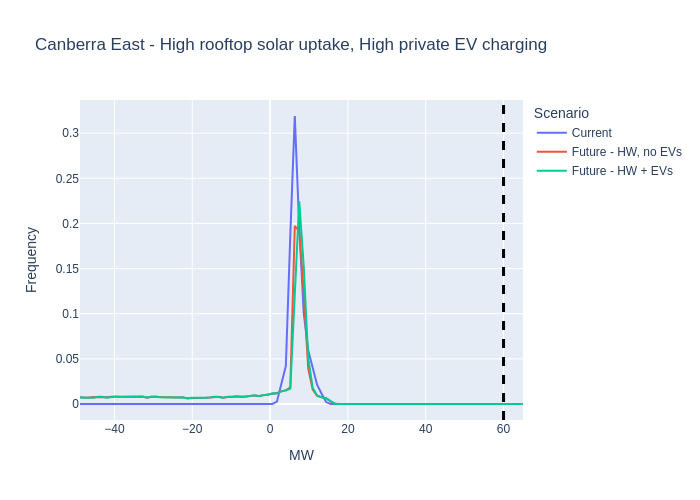 Canberra East - High rooftop solar uptake, High private EV charging
Scenario
Current
Future - HW, no EVs
Future - HW + EVs
Frequency
0.3
0.25
0.2
0.15
0.1
0.05
0
−40 −20 0 20 40 60
MW